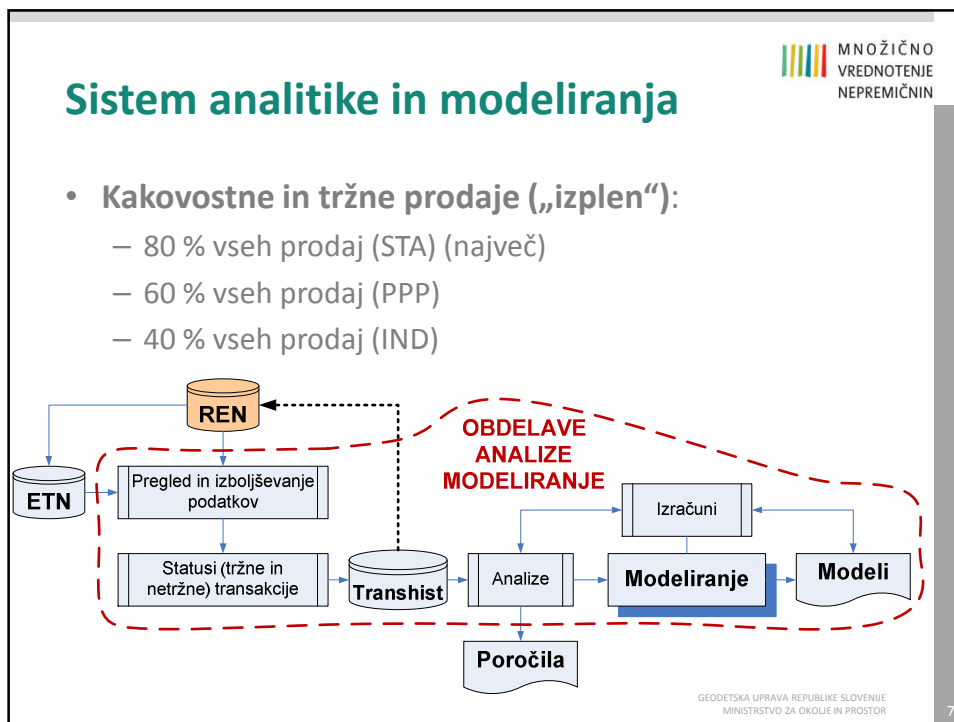 MNOŽIČNO
VREDNOTENJE
NEPREMIČNIN
Sistem analitike in modeliranja
• Kakovostne in tržne prodaje („izplen“):
– 80 % vseh prodaj (STA) (največ)
– 60 % vseh prodaj (PPP)
– 40 % vseh prodaj (IND)
REN
OBDELAVE
ANALIZE
MODELIRANJE
ETN
Pregled in izboljševanje
podatkov
Izračuni
Statusi (tržne in
netržne) transakcije
Transhist
Analize
Modeliranje
Modeli
Poročila
GEODETSKA UPRAVA REPUBLIKE SLOVENIJE
MINISTRSTVO ZA OKOLJE IN PROSTOR
7